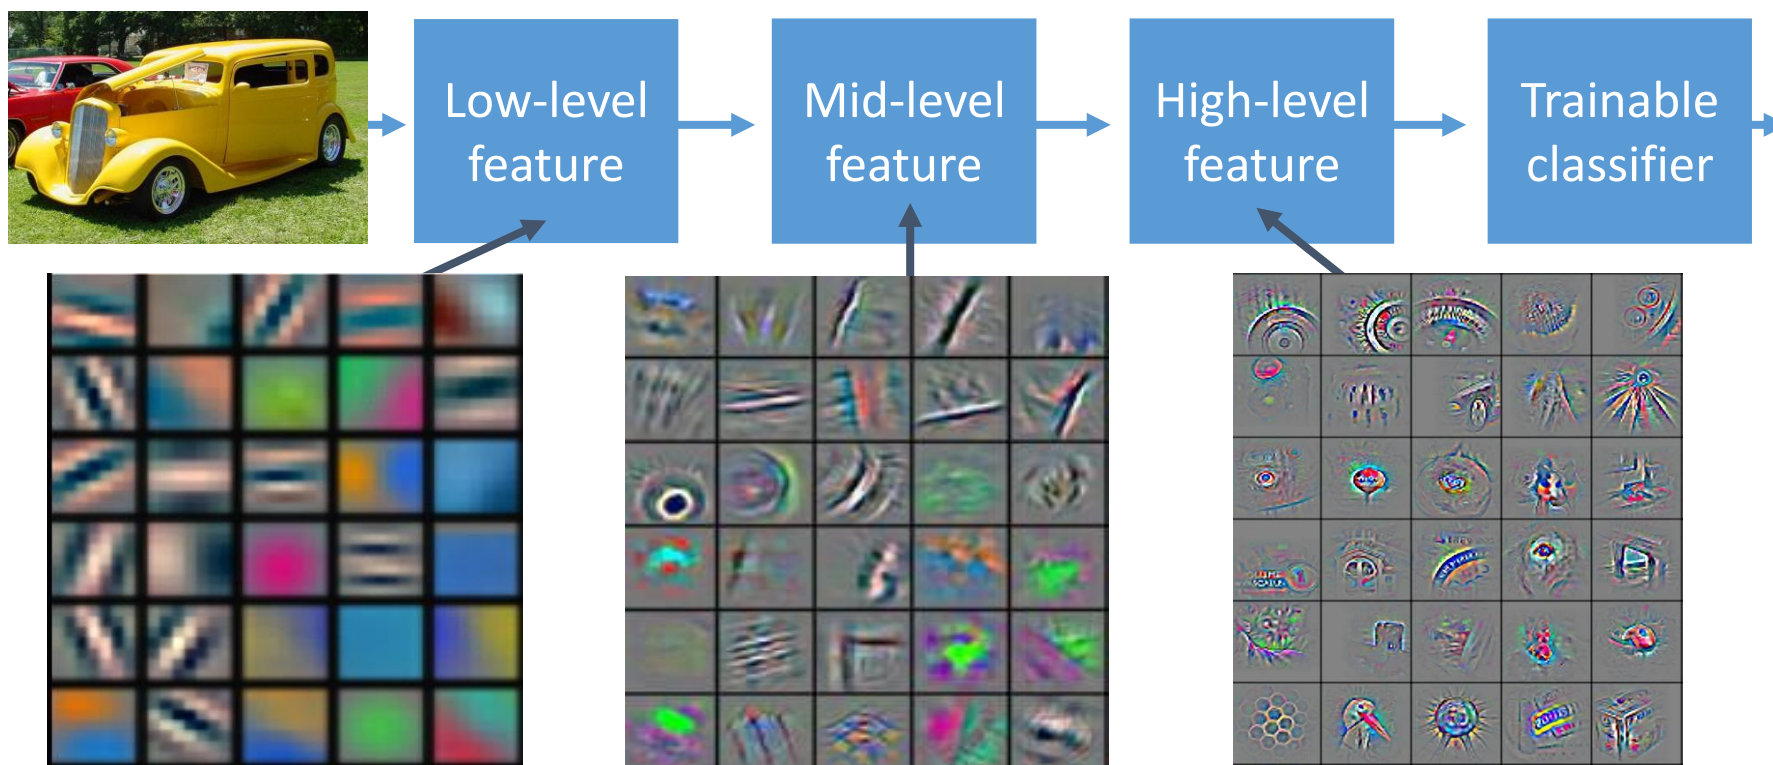 Low-level
feature
Mid-level
feature
High-level
feature
Trainable
classifier